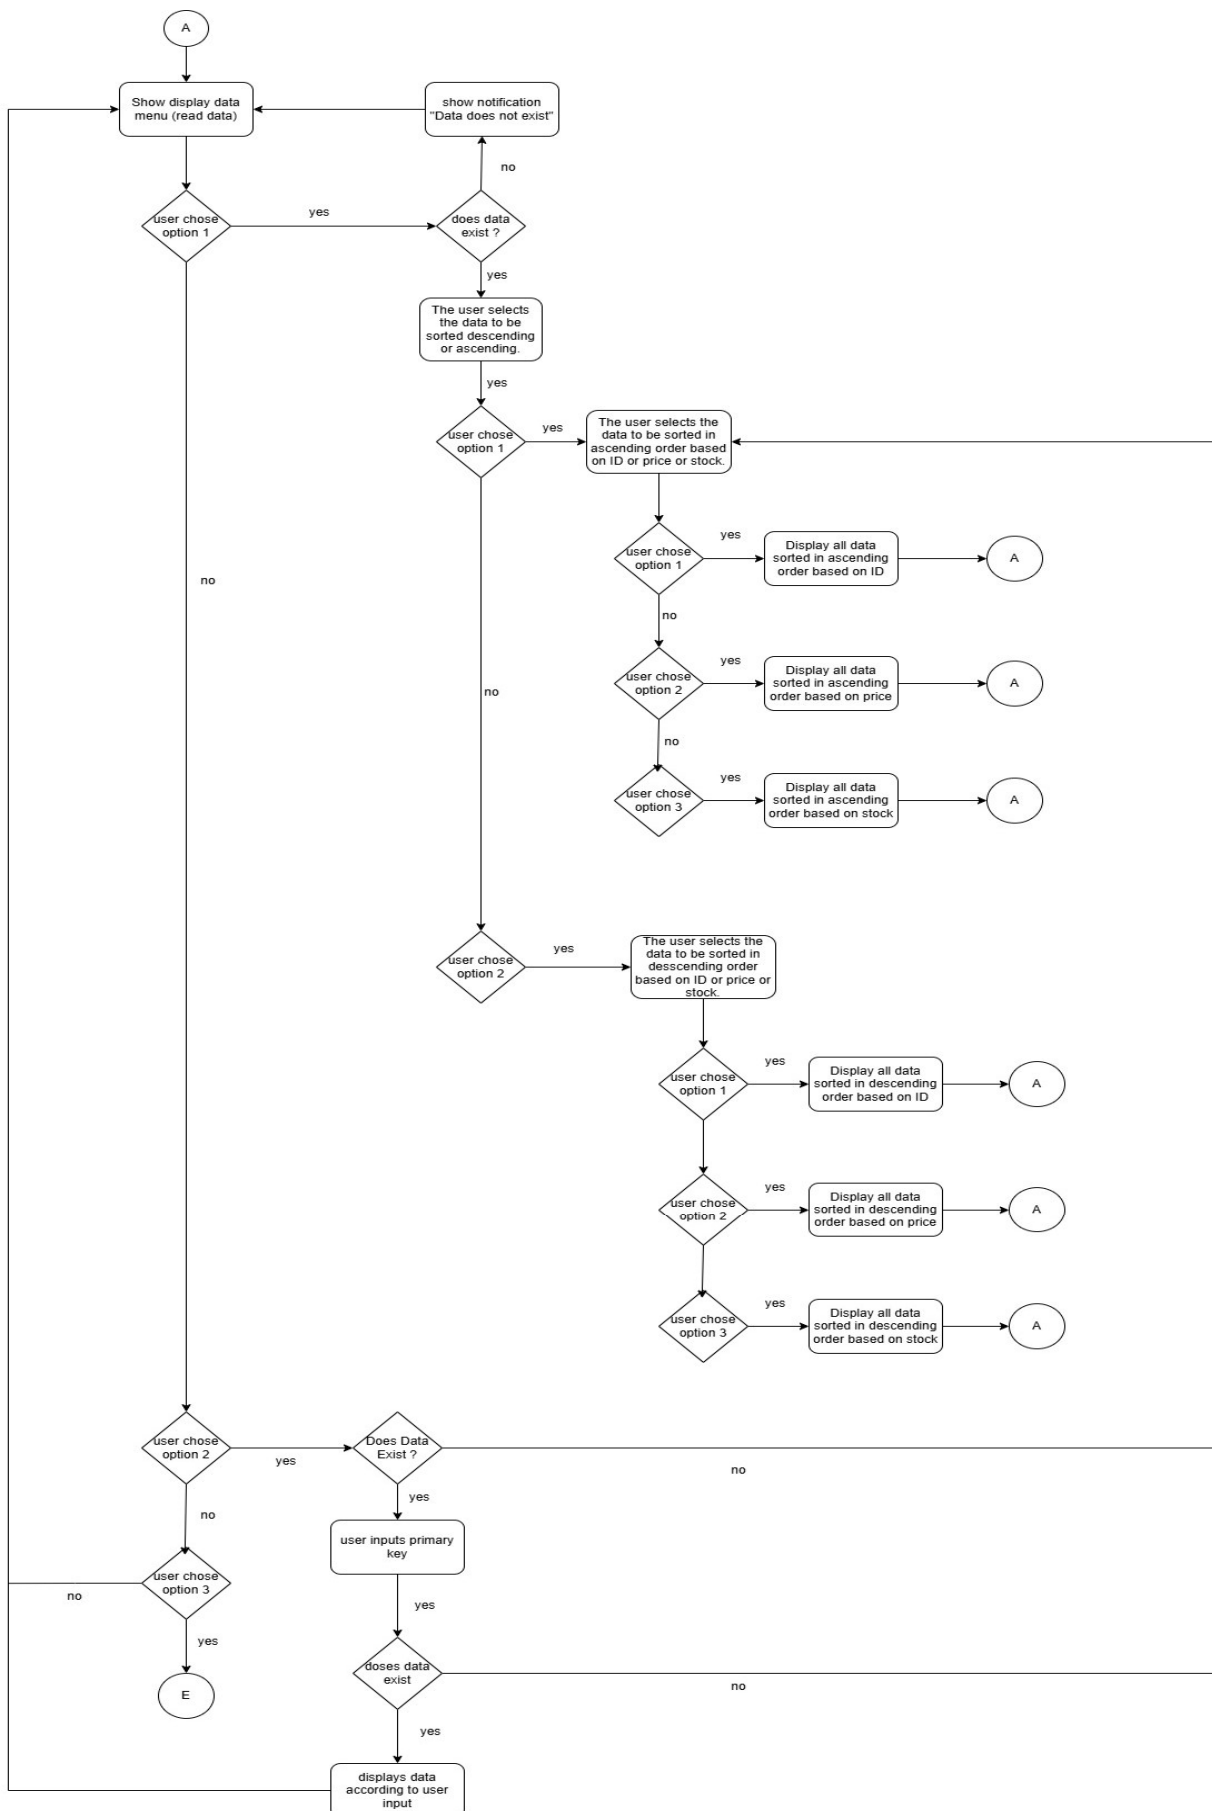 A
Show display data
menu (read data)
show notification
"Data does not exist"
no
user chose
option 1
yes
does data
exist ?
yes
The user selects
the data to be
sorted descending
or ascending.
yes
user chose
option 1
yes
The user selects the
data to be sorted in
ascending order based
on ID or price or stock.
user chose
option 1
yes
Display all data
sorted in ascending
order based on ID
A
no
no
user chose
option 2
yes
Display all data
sorted in ascending
order based on price
A
no
no
user chose
option 3
yes
Display all data
sorted in ascending
order based on stock
A
user chose
option 2
yes
The user selects the
data to be sorted in
desscending order
based on ID or price or
stock.
user chose
option 1
yes
Display all data
sorted in descending
order based on ID
A
user chose
option 2
yes
Display all data
sorted in descending
order based on price
A
user chose
option 3
yes
Display all data
sorted in descending
order based on stock
A
user chose
option 2
yes
Does Data
Exist ?
no
yes
no
user inputs primary
key
user chose
option 3
no
yes
yes
E
doses data
exist
no
yes
displays data
according to user
input